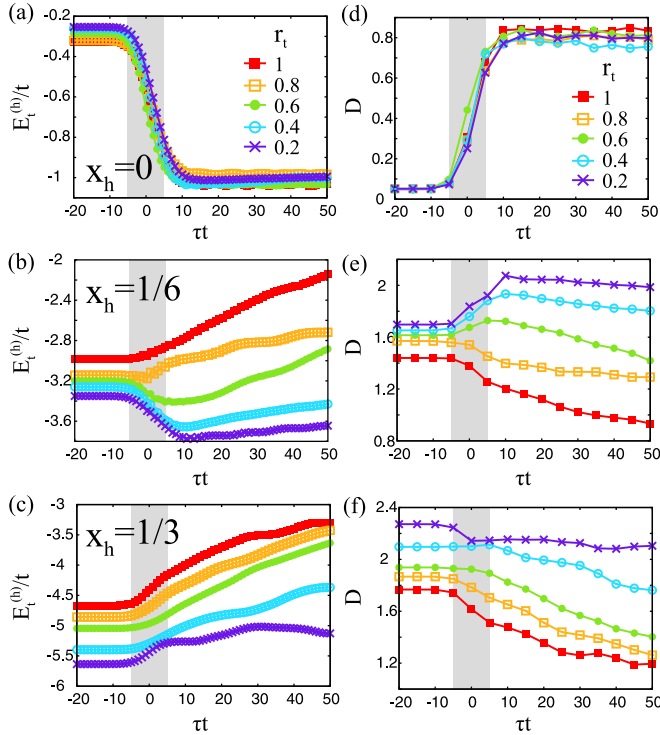 (a)
-0.2
-0.4
-0.6
-0.8
-1
E_t^(h)/t
r_t
1
0.8
0.6
0.4
0.2
x_h=0
-20 -10 0 10 20 30 40 50
τt
(d)
0.8
0.6
0.4
0.2
0
D
r_t
1
0.8
0.6
0.4
0.2
-20 -10 0 10 20 30 40 50
τt
(b)
-2
-2.4
-2.8
-3.2
-3.6
E_t^(h)/t
x_h=1/6
-20 -10 0 10 20 30 40 50
τt
(e)
2
1.6
1.2
0.8
D
-20 -10 0 10 20 30 40 50
τt
(c)
-3
-3.5
-4
-4.5
-5
-5.5
-6
E_t^(h)/t
x_h=1/3
-20 -10 0 10 20 30 40 50
τt
(f)
2.4
2
1.6
1.2
D
-20 -10 0 10 20 30 40 50
τt